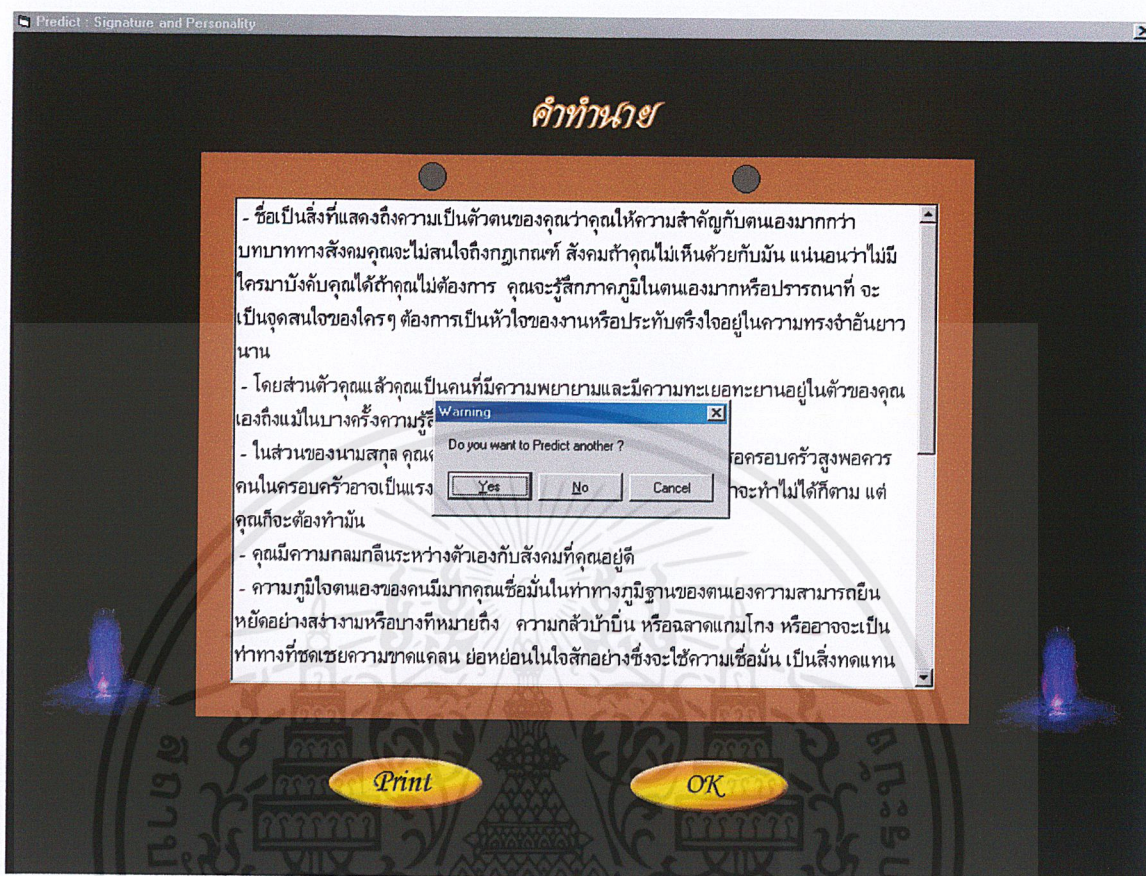 Predict : Signature and Personality
คำทำนาย
- ชื่อเป็นสิ่งที่แสดงถึงความเป็นตัวตนของคุณว่าคุณให้ความสำคัญกับตนเองมากกว่า
บทบาททางสังคมคุณจะไม่สนใจถึงกฎเกณฑ์ สังคมถ้าคุณไม่เห็นด้วยกับมัน แน่นอนว่าไม่มี
ใครมาบังคับคุณได้ถ้าคุณไม่ต้องการ คุณจะรู้สึกภาคภูมิในตนเองมากหรือปรารถนาที่ จะ
เป็นจุดสนใจของใครๆ ต้องการเป็นหัวใจของงานหรือประทับตรึงใจอยู่ในความทรงจำอันยาว
นาน
- โดยส่วนตัวคุณแล้วคุณเป็นคนที่มีความพยายามและมีความทะเยอทะยานอยู่ในตัวของคุณ
เองถึงแม้ในบางครั้งความรู้สึ
Warning
Do you want to Predict another ?
Yes No Cancel
- ในส่วนของนามสกุล คุณ รอครอบครัวสูงพอควร
คนในครอบครัวอาจเป็นแรง จะทำไม่ได้ก็ตาม แต่
คุณก็จะต้องทำมัน
- คุณมีความกลมกลืนระหว่างตัวเองกับสังคมที่คุณอยู่ดี
- ความภูมิใจตนเองของคนมีมากคุณเชื่อมั่นในท่าทางภูมิฐานของตนเองความสามารถยืน
หยัดอย่างสง่างามหรือบางทีหมายถึง ความกล้าบ้าบิ่น หรือฉลาดแกมโกง หรืออาจจะเป็น
ท่าทางที่ชดเชยความขาดแคลน ย่อหย่อนในใจสักอย่างซึ่งจะใช้ความเชื่อมั่น เป็นสิ่งทดแทน
Print OK